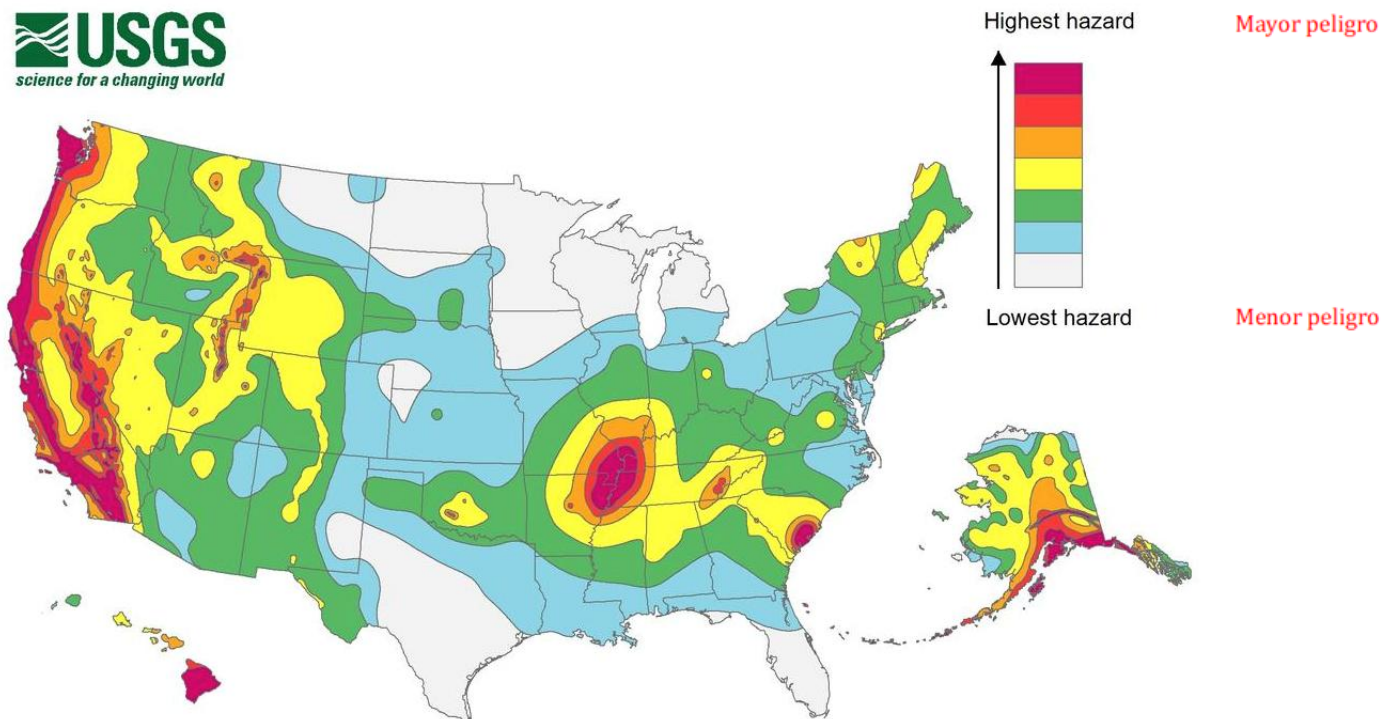 USGS
science for a changing world
Highest hazard
Mayor peligro
Lowest hazard
Menor peligro